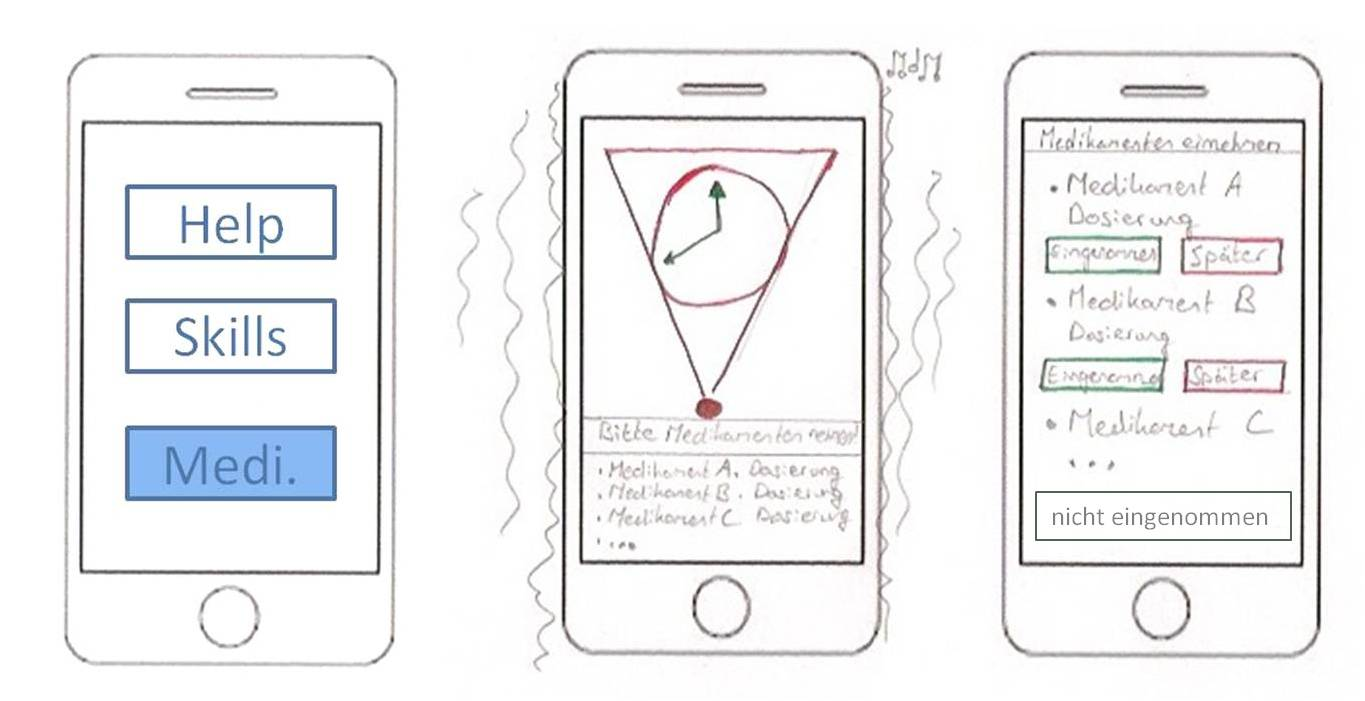 Help
Skills
Medi.
Bitte Medikamenten nehmen!
• Medikament A. Dosierung
• Medikament B. Dosierung
• Medikament C Dosierung
• ...
Medikamenten einnehmen
• Medikament A
Dosierung
Eingenommen Später
• Medikament B
Dosierung
Eingenommen Später
• Medikament C
...
nicht eingenommen